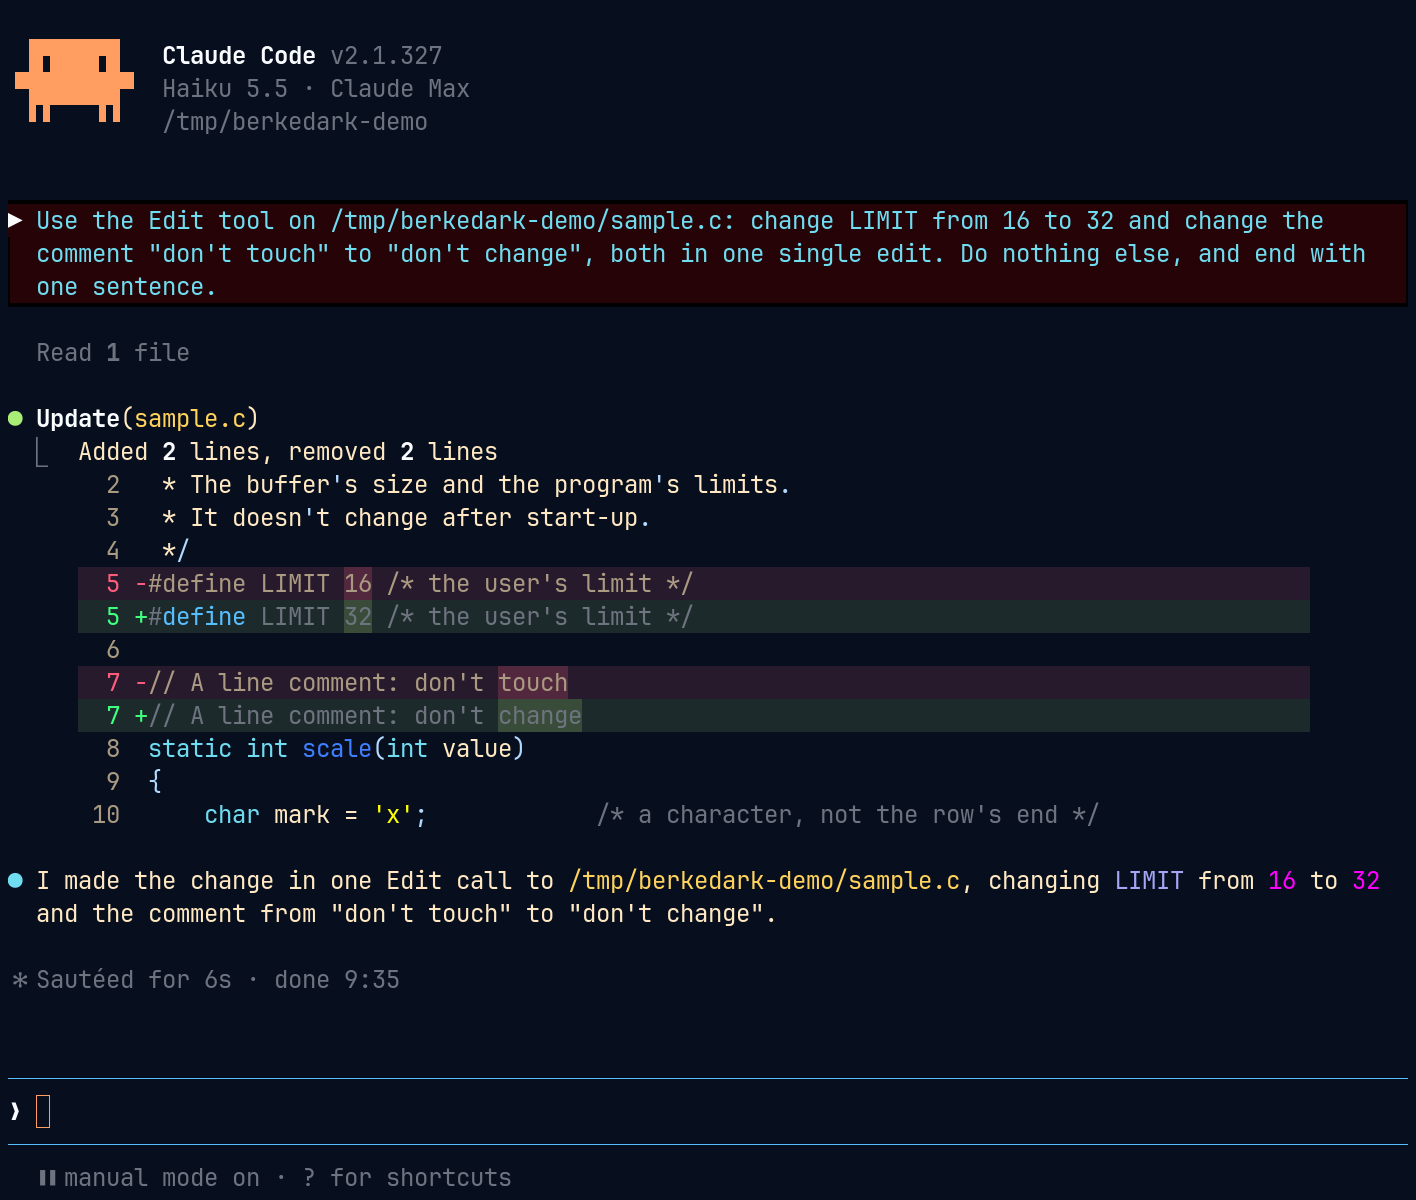 Claude Code v2.1.327
Haiku 5.5 · Claude Max
/tmp/berkedark-demo
▶ Use the Edit tool on /tmp/berkedark-demo/sample.c: change LIMIT from 16 to 32 and change the
comment "don't touch" to "don't change", both in one single edit. Do nothing else, and end with
one sentence.
Read 1 file
● Update(sample.c)
⎿ Added 2 lines, removed 2 lines
2 * The buffer's size and the program's limits.
3 * It doesn't change after start-up.
4 */
5 -#define LIMIT 16 /* the user's limit */
5 +#define LIMIT 32 /* the user's limit */
6
7 -// A line comment: don't touch
7 +// A line comment: don't change
8 static int scale(int value)
9 {
10 char mark = 'x'; /* a character, not the row's end */
● I made the change in one Edit call to /tmp/berkedark-demo/sample.c, changing LIMIT from 16 to 32
and the comment from "don't touch" to "don't change".
* Sautéed for 6s · done 9:35
❯
⏸ manual mode on · ? for shortcuts